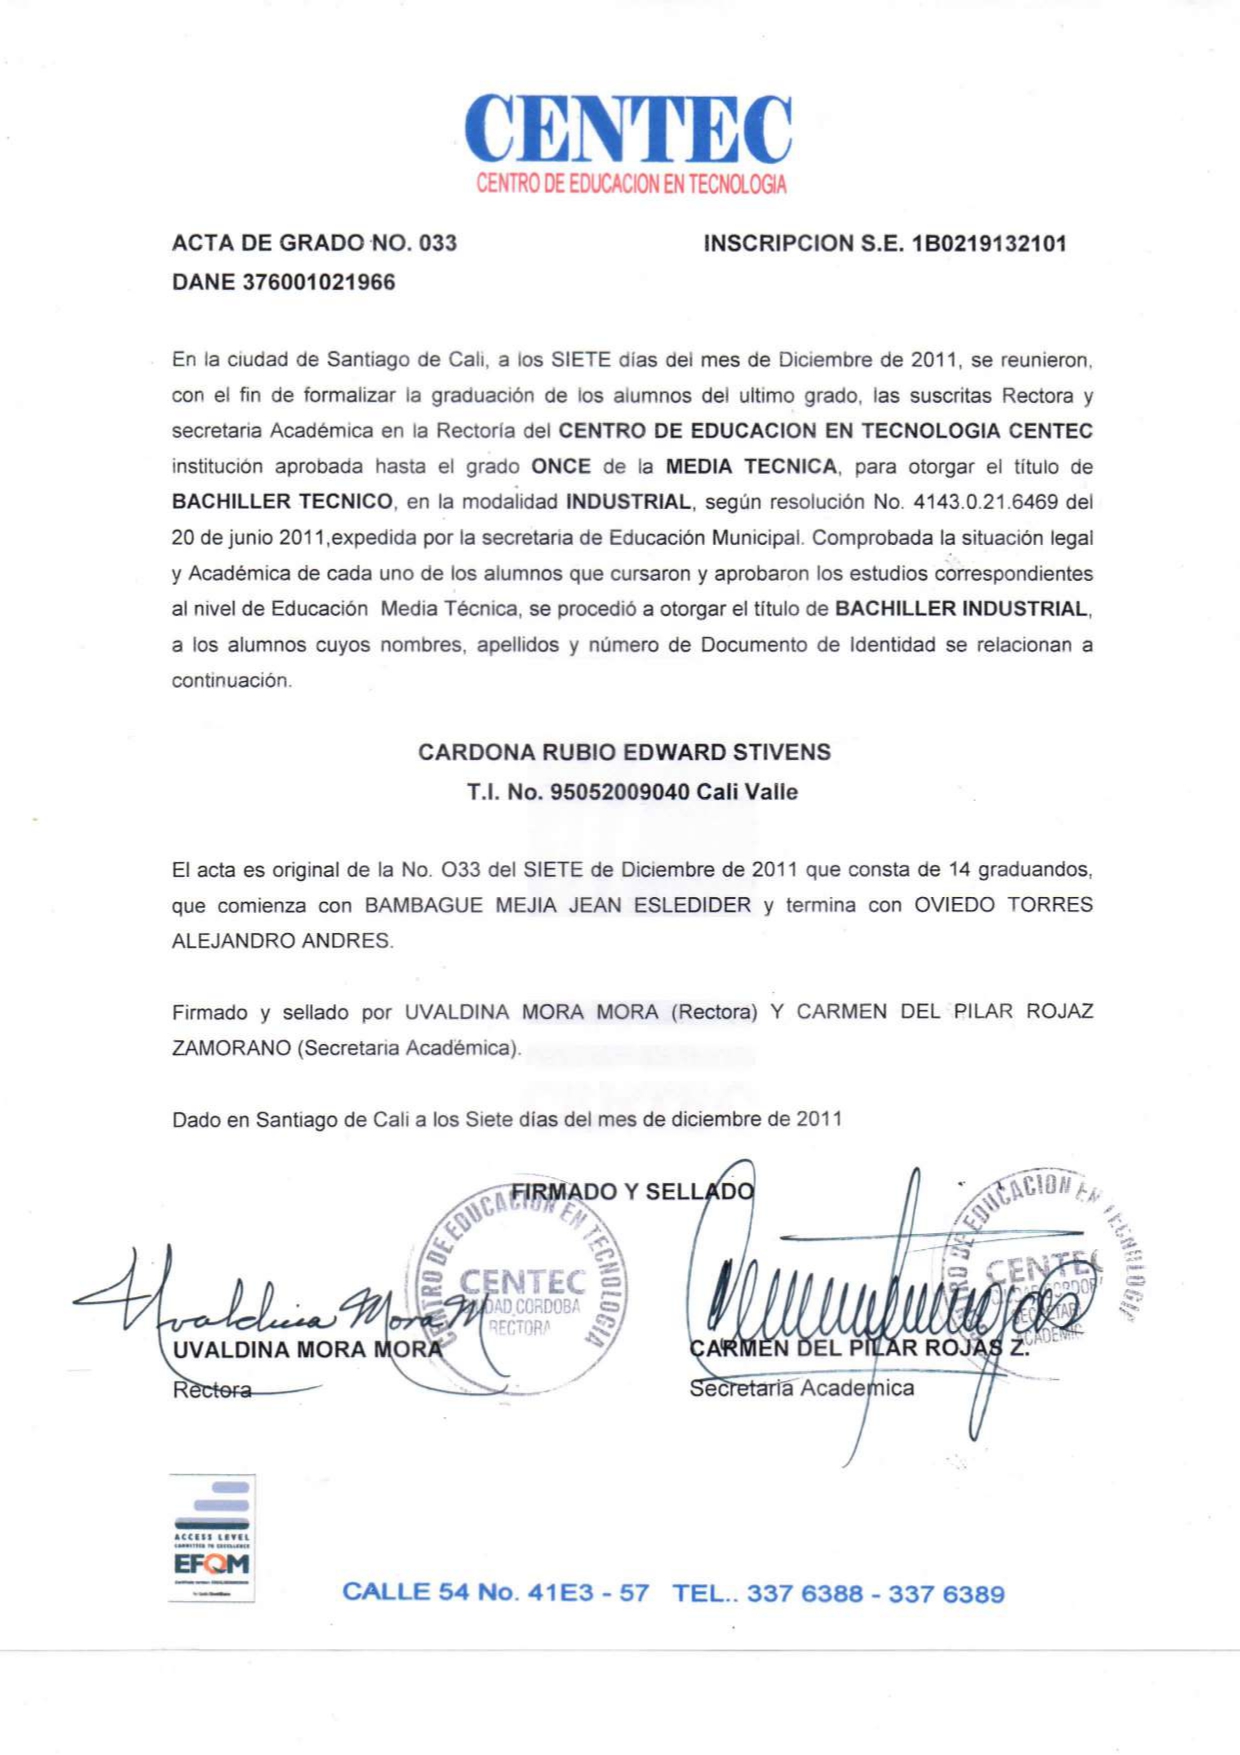 CENTEC
CENTRO DE EDUCACION EN TECNOLOGIA
ACTA DE GRADO NO. 033 INSCRIPCION S.E. 1B0219132101
DANE 376001021966
En la ciudad de Santiago de Cali, a los SIETE días del mes de Diciembre de 2011, se reunieron,
con el fin de formalizar la graduación de los alumnos del ultimo grado, las suscritas Rectora y
secretaria Académica en la Rectoría del CENTRO DE EDUCACION EN TECNOLOGIA CENTEC
institución aprobada hasta el grado ONCE de la MEDIA TECNICA, para otorgar el título de
BACHILLER TECNICO, en la modalidad INDUSTRIAL, según resolución No. 4143.0.21.6469 del
20 de junio 2011,expedida por la secretaria de Educación Municipal. Comprobada la situación legal
y Académica de cada uno de los alumnos que cursaron y aprobaron los estudios correspondientes
al nivel de Educación Media Técnica, se procedió a otorgar el título de BACHILLER INDUSTRIAL,
a los alumnos cuyos nombres, apellidos y número de Documento de Identidad se relacionan a
continuación.
CARDONA RUBIO EDWARD STIVENS
T.I. No. 95052009040 Cali Valle
El acta es original de la No. O33 del SIETE de Diciembre de 2011 que consta de 14 graduandos,
que comienza con BAMBAGUE MEJIA JEAN ESLEDIDER y termina con OVIEDO TORRES
ALEJANDRO ANDRES.
Firmado y sellado por UVALDINA MORA MORA (Rectora) Y CARMEN DEL PILAR ROJAZ
ZAMORANO (Secretaria Académica).
Dado en Santiago de Cali a los Siete días del mes de diciembre de 2011
FIRMADO Y SELLADO
CENTRO DE EDUCACION EN TECNOLOGIA
CENTEC
CORDOBA
RECTORA
EDUCACION EN TECNOLOGIA
CENTEC
Uvaldina Mora M
UVALDINA MORA MORA CARMEN DEL PILAR ROJAS Z.
Rectora Secretaria Academica
ACCESS LEVEL
COMMITTED TO EXCELLENCE
EFQM
CALLE 54 No. 41E3 - 57 TEL.. 337 6388 - 337 6389